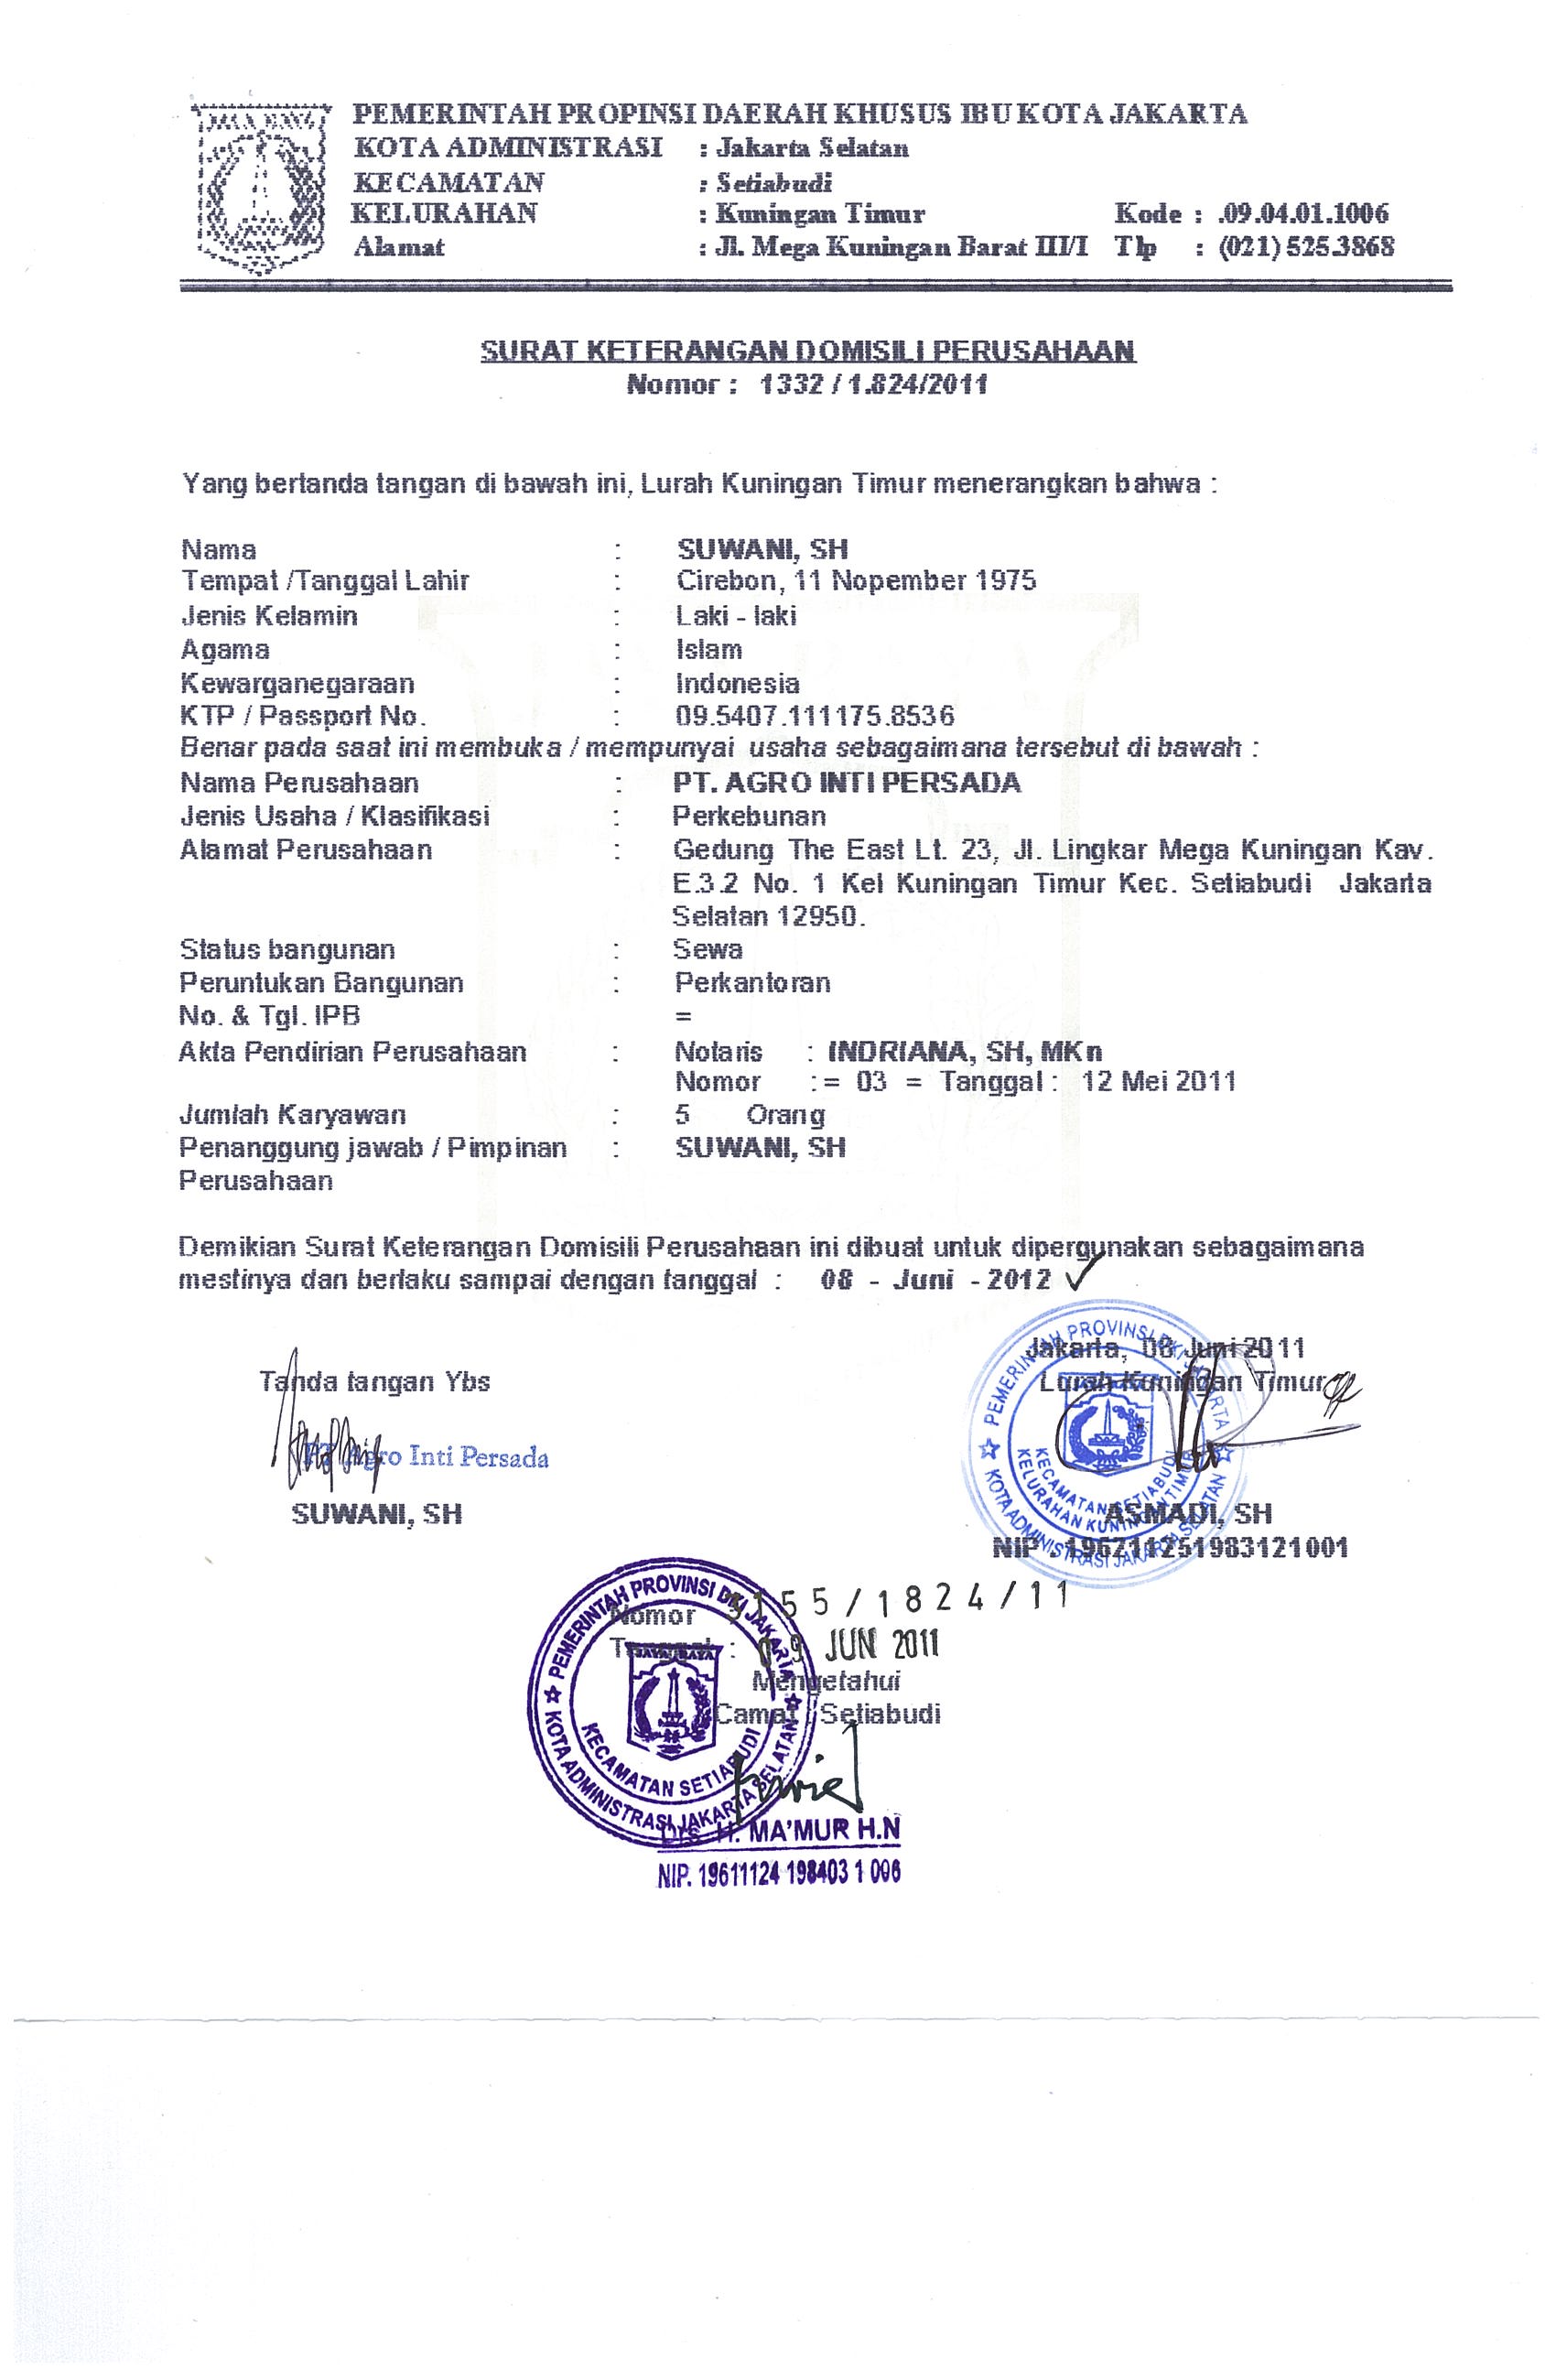 JAYA RAYA
PEMERINTAH PROPINSI DAERAH KHUSUS IBUKOTA JAKARTA
KOTA ADMINISTRASI : Jakarta Selatan
KECAMATAN : Setiabudi
KELURAHAN : Kuningan Timur Kode : .09.04.01.1006
Alamat : Jl. Mega Kuningan Barat III/I Tlp : (021) 525.3868
SURAT KETERANGAN DOMISILI PERUSAHAAN
Nomor : 1332 / 1.824/2011
Yang bertanda tangan di bawah ini, Lurah Kuningan Timur menerangkan bahwa :
Nama : SUWANI, SH
Tempat /Tanggal Lahir : Cirebon, 11 Nopember 1975
Jenis Kelamin : Laki - laki
Agama : Islam
Kewarganegaraan : Indonesia
KTP / Passport No. : 09.5407.111175.8536
Benar pada saat ini membuka / mempunyai usaha sebagaimana tersebut di bawah :
Nama Perusahaan : PT. AGRO INTI PERSADA
Jenis Usaha / Klasifikasi : Perkebunan
Alamat Perusahaan : Gedung The East Lt. 23, Jl. Lingkar Mega Kuningan Kav.
E.3.2 No. 1 Kel Kuningan Timur Kec. Setiabudi Jakarta
Selatan 12950.
Status bangunan : Sewa
Peruntukan Bangunan : Perkantoran
No. & Tgl. IPB =
Akta Pendirian Perusahaan : Notaris : INDRIANA, SH, MKn
Nomor : = 03 = Tanggal : 12 Mei 2011
Jumlah Karyawan : 5 Orang
Penanggung jawab / Pimpinan : SUWANI, SH
Perusahaan
Demikian Surat Keterangan Domisili Perusahaan ini dibuat untuk dipergunakan sebagaimana
mestinya dan berlaku sampai dengan tanggal : 08 - Juni - 2012
Jakarta, 08 Juni 2011
Tanda tangan Ybs Lurah Kuningan Timur
PT Agro Inti Persada
SUWANI, SH ASMADI, SH
NIP . 196711251983121001
PEMERINTAH PROVINSI DKI JAKARTA
KOTA ADMINISTRASI JAKARTA SELATAN
KECAMATAN SETIABUDI
KELURAHAN KUNINGAN TIMUR
Nomor 55/1824/11
Tanggal : 09 JUN 2011
Mengetahui
Camat Setiabudi
PEMERINTAH PROVINSI DKI JAKARTA
JAYA RAYA
KECAMATAN SETIABUDI
KOTA ADMINISTRASI JAKARTA SELATAN
Drs H. MA'MUR H.N
NIP. 19611124 198403 1 006